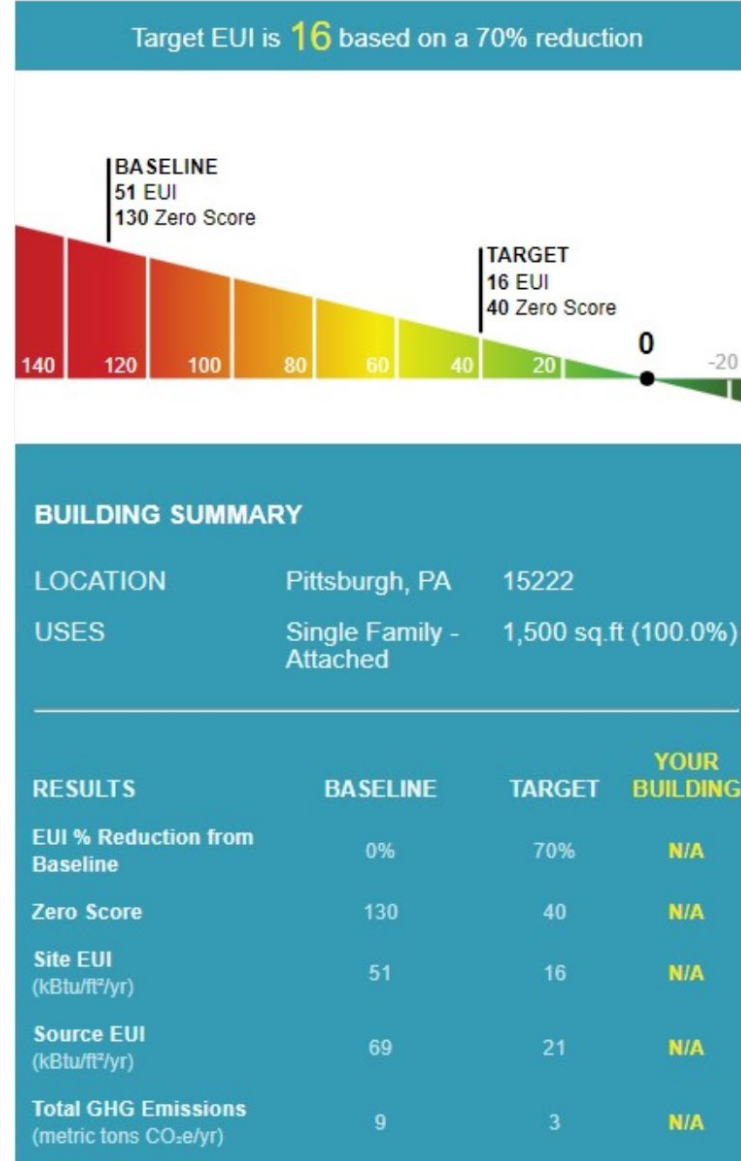 Target EUI is 16 based on a 70% reduction
BASELINE
51 EUI
130 Zero Score
TARGET
16 EUI
40 Zero Score
140 120 100 80 60 40 20 0 -20
BUILDING SUMMARY
LOCATION Pittsburgh, PA 15222
USES Single Family - 1,500 sq.ft (100.0%)
Attached
YOUR
RESULTS BASELINE TARGET BUILDING
EUI % Reduction from
Baseline 0% 70% N/A
Zero Score 130 40 N/A
Site EUI
(kBtu/ft²/yr) 51 16 N/A
Source EUI
(kBtu/ft²/yr) 69 21 N/A
Total GHG Emissions
(metric tons CO₂e/yr) 9 3 N/A